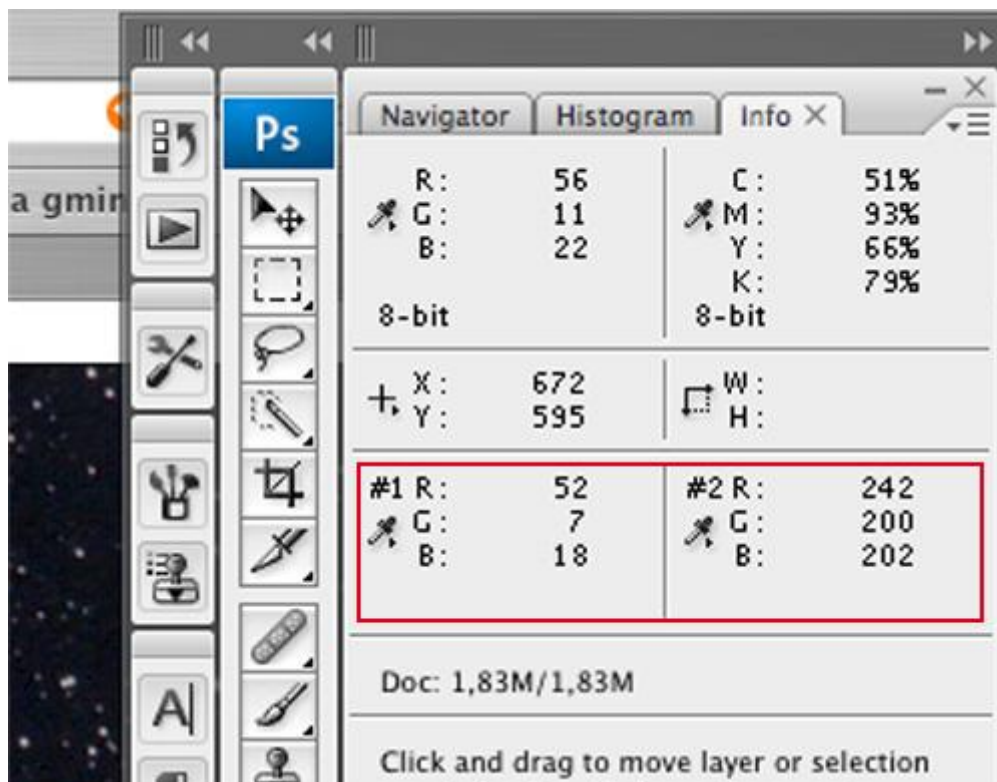 Ps
Navigator
Histogram
Info
a gmin
R: 56
G: 11
B: 22
8-bit
C: 51%
M: 93%
Y: 66%
K: 79%
8-bit
X: 672
Y: 595
W:
H:
#1 R: 52
G: 7
B: 18
#2 R: 242
G: 200
B: 202
Doc: 1,83M/1,83M
Click and drag to move layer or selection
A